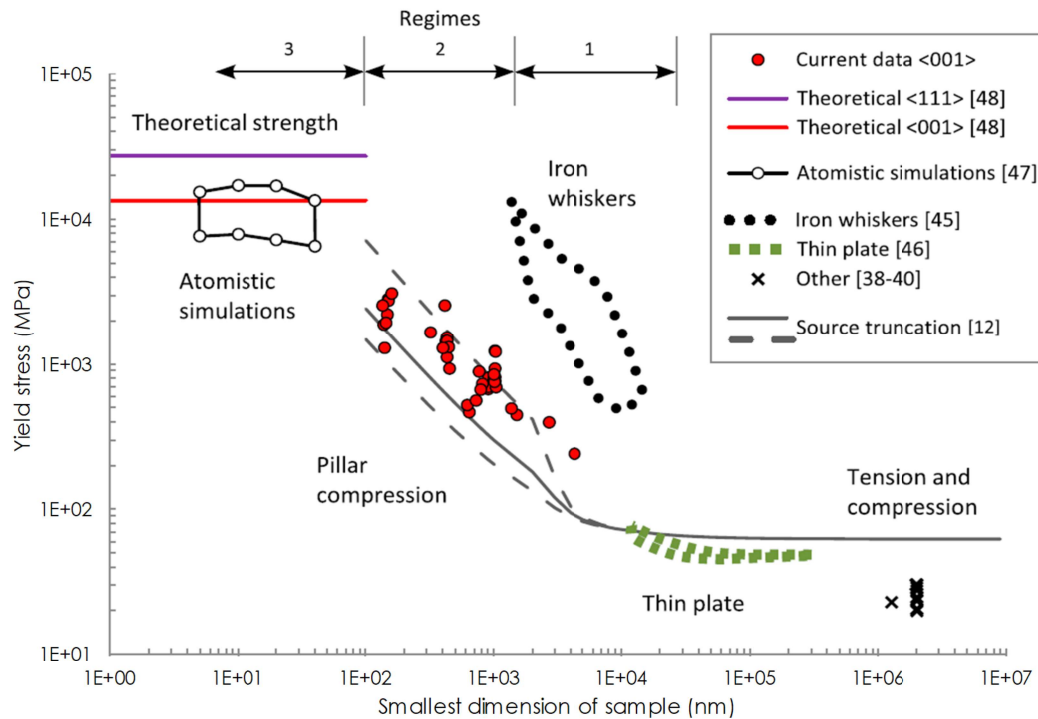 Regimes
3
2
1
1E+05
1E+04
1E+03
1E+02
1E+01
Yield stress (MPa)
Theoretical strength
Atomistic
simulations
Iron
whiskers
Pillar
compression
Tension and
compression
Thin plate
1E+00
1E+01
1E+02
1E+03
1E+04
1E+05
1E+06
1E+07
Smallest dimension of sample (nm)
Current data <001>
Theoretical <111> [48]
Theoretical <001> [48]
Atomistic simulations [47]
Iron whiskers [45]
Thin plate [46]
Other [38-40]
Source truncation [12]